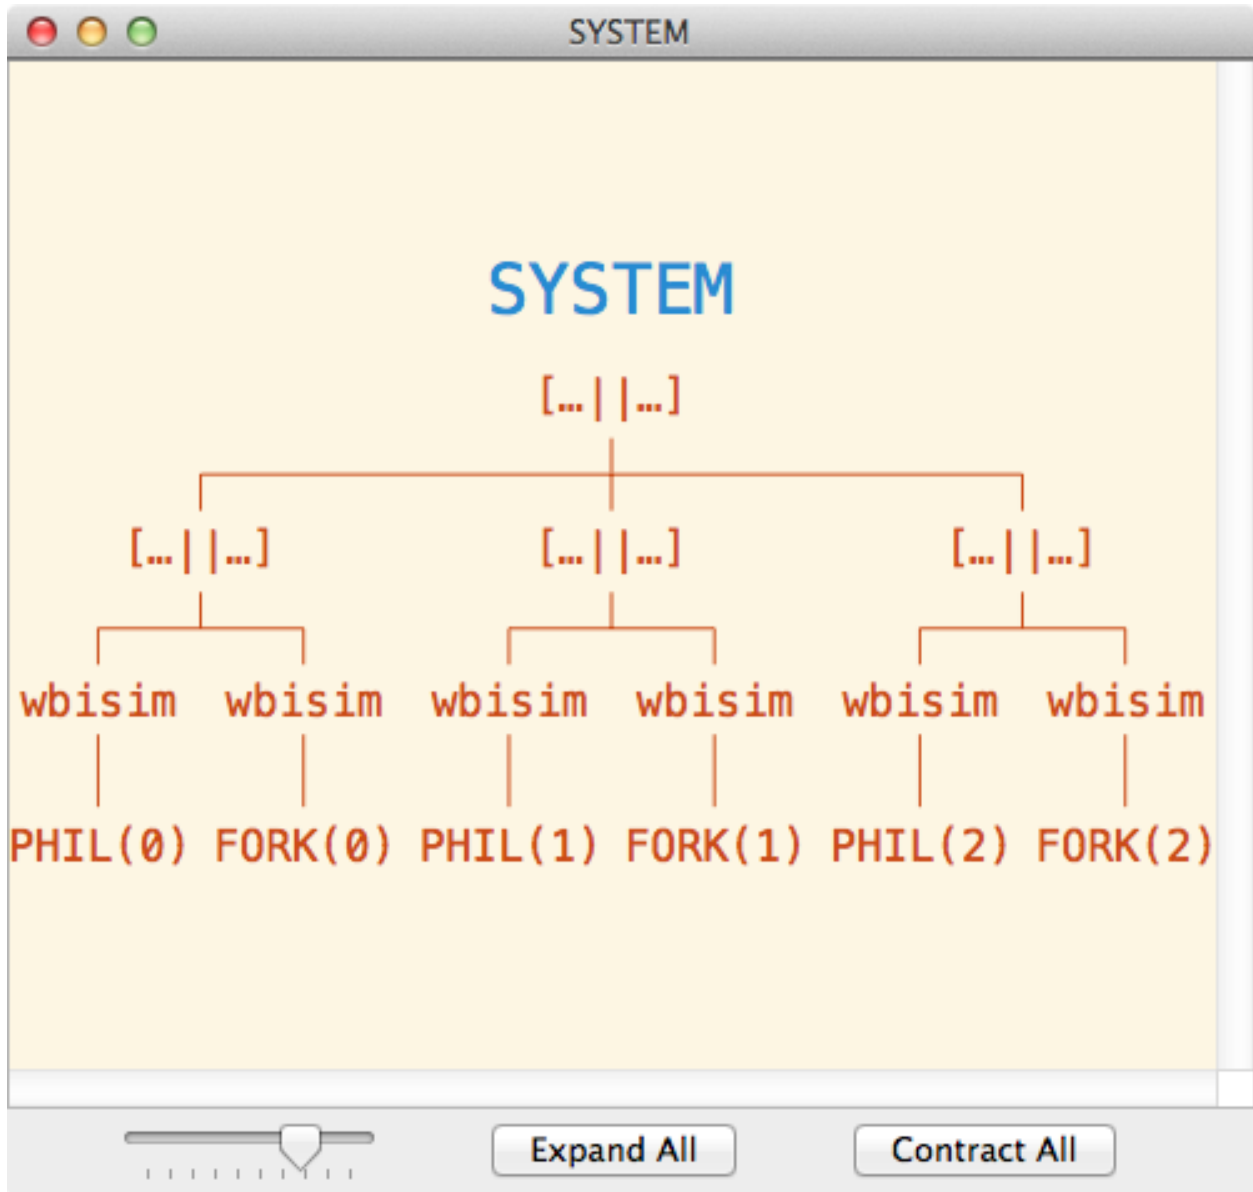 SYSTEM
SYSTEM
[…||…]
[…||…] […||…] […||…]
wbisim wbisim wbisim wbisim wbisim wbisim
PHIL(0) FORK(0) PHIL(1) FORK(1) PHIL(2) FORK(2)
Expand All Contract All